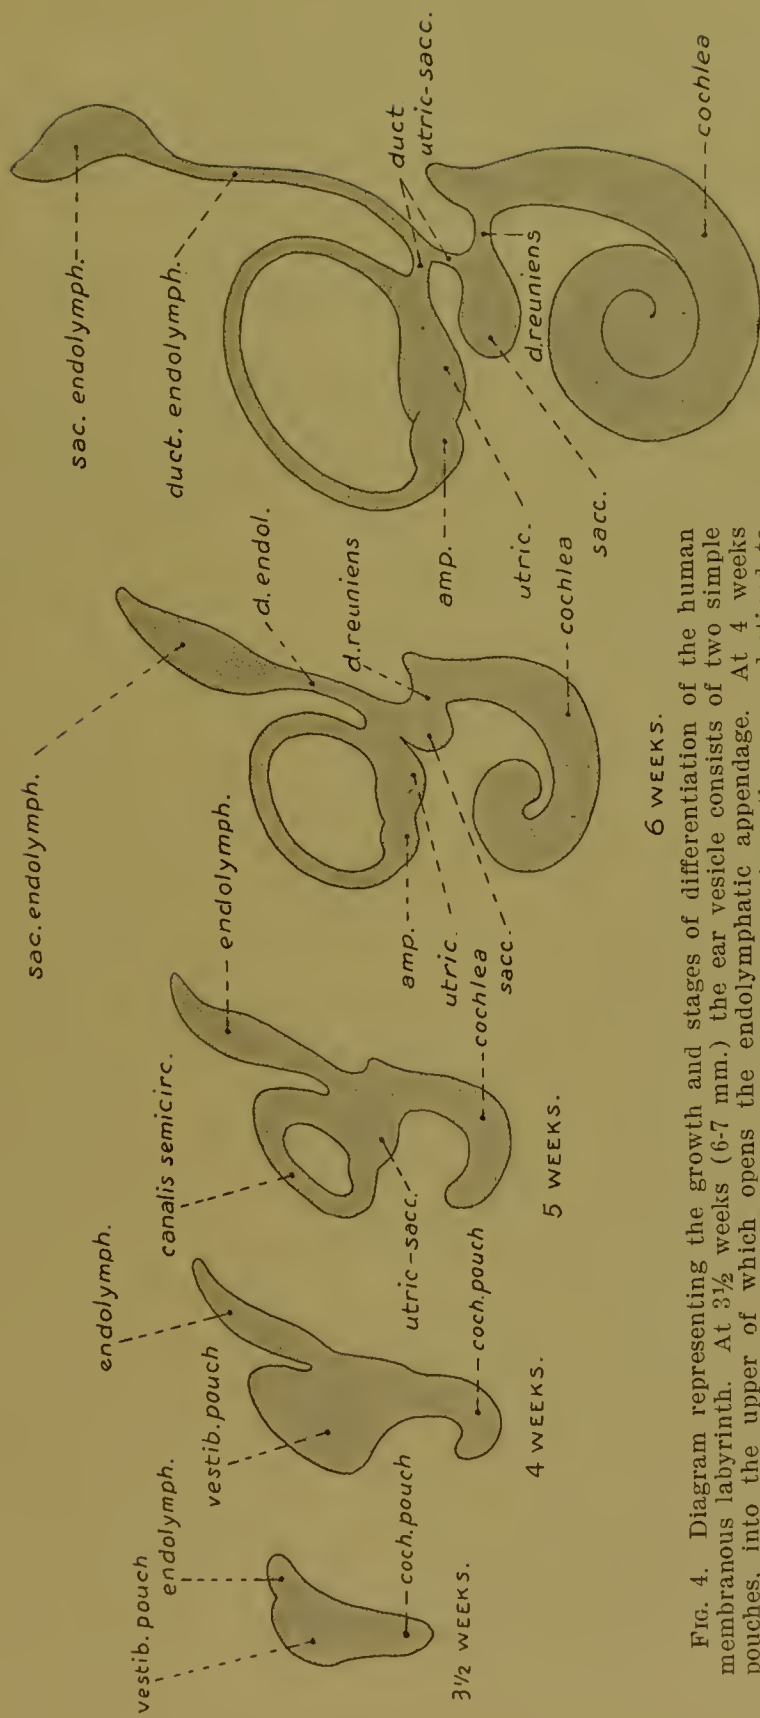 vestib. pouch
endolymph.
coch.pouch
3½ WEEKS.
endolymph.
vestib. pouch
coch.pouch
4 WEEKS.
canalis semicirc.
endolymph.
utric-sacc.
cochlea
5 WEEKS.
sac. endolymph.
d. endol.
d.reuniens
amp.
utric.
sacc.
cochlea
6 WEEKS.
sac. endolymph.
duct. endolymph.
duct
utric-sacc.
d.reuniens
amp.
utric.
sacc.
cochlea
FIG. 4. Diagram representing the growth and stages of differentiation of the human
membranous labyrinth. At 3½ weeks (6-7 mm.) the ear vesicle consists of two simple
pouches, into the upper of which opens the endolymphatic appendage. At 4 weeks